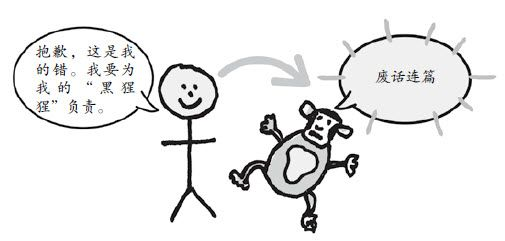 抱歉，这是我
的错。我要为
我的“黑猩
猩”负责。
废话连篇